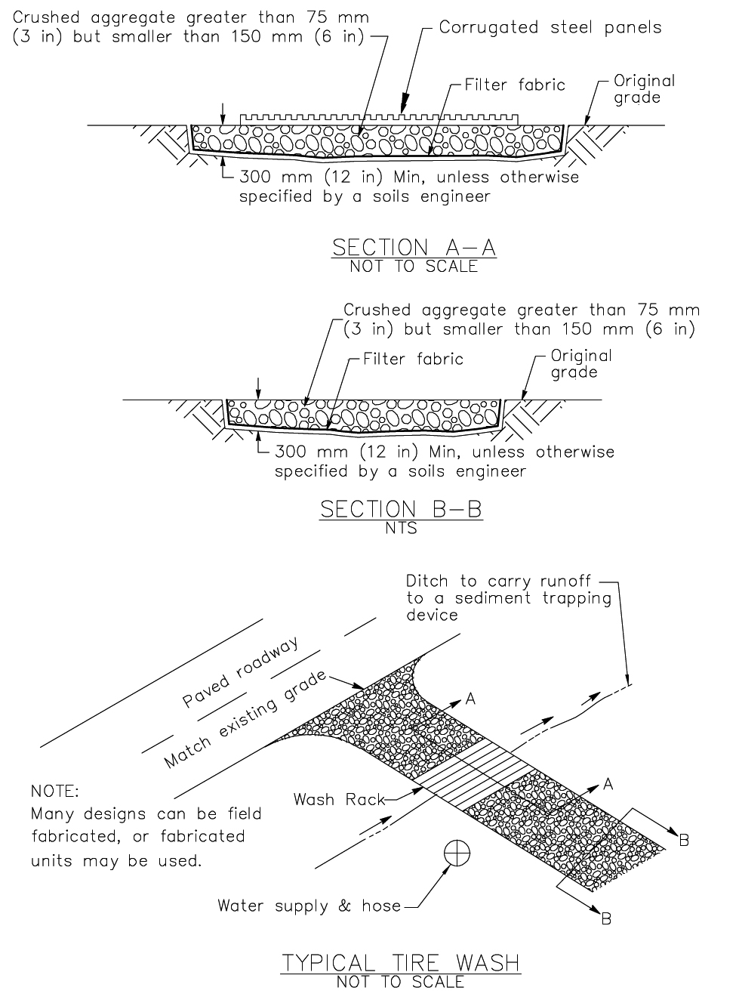 Crushed aggregate greater than 75 mm
(3 in) but smaller than 150 mm (6 in)
Corrugated steel panels
Filter fabric
Original
grade
300 mm (12 in) Min, unless otherwise
specified by a soils engineer
SECTION A-A
NOT TO SCALE
Crushed aggregate greater than 75 mm
(3 in) but smaller than 150 mm (6 in)
Filter fabric
Original
grade
300 mm (12 in) Min, unless otherwise
specified by a soils engineer
SECTION B-B
NTS
Ditch to carry runoff
to a sediment trapping
device
Paved roadway
Match existing grade
A
A
NOTE:
Many designs can be field
fabricated, or fabricated
units may be used.
Wash Rack
B
B
Water supply & hose
TYPICAL TIRE WASH
NOT TO SCALE